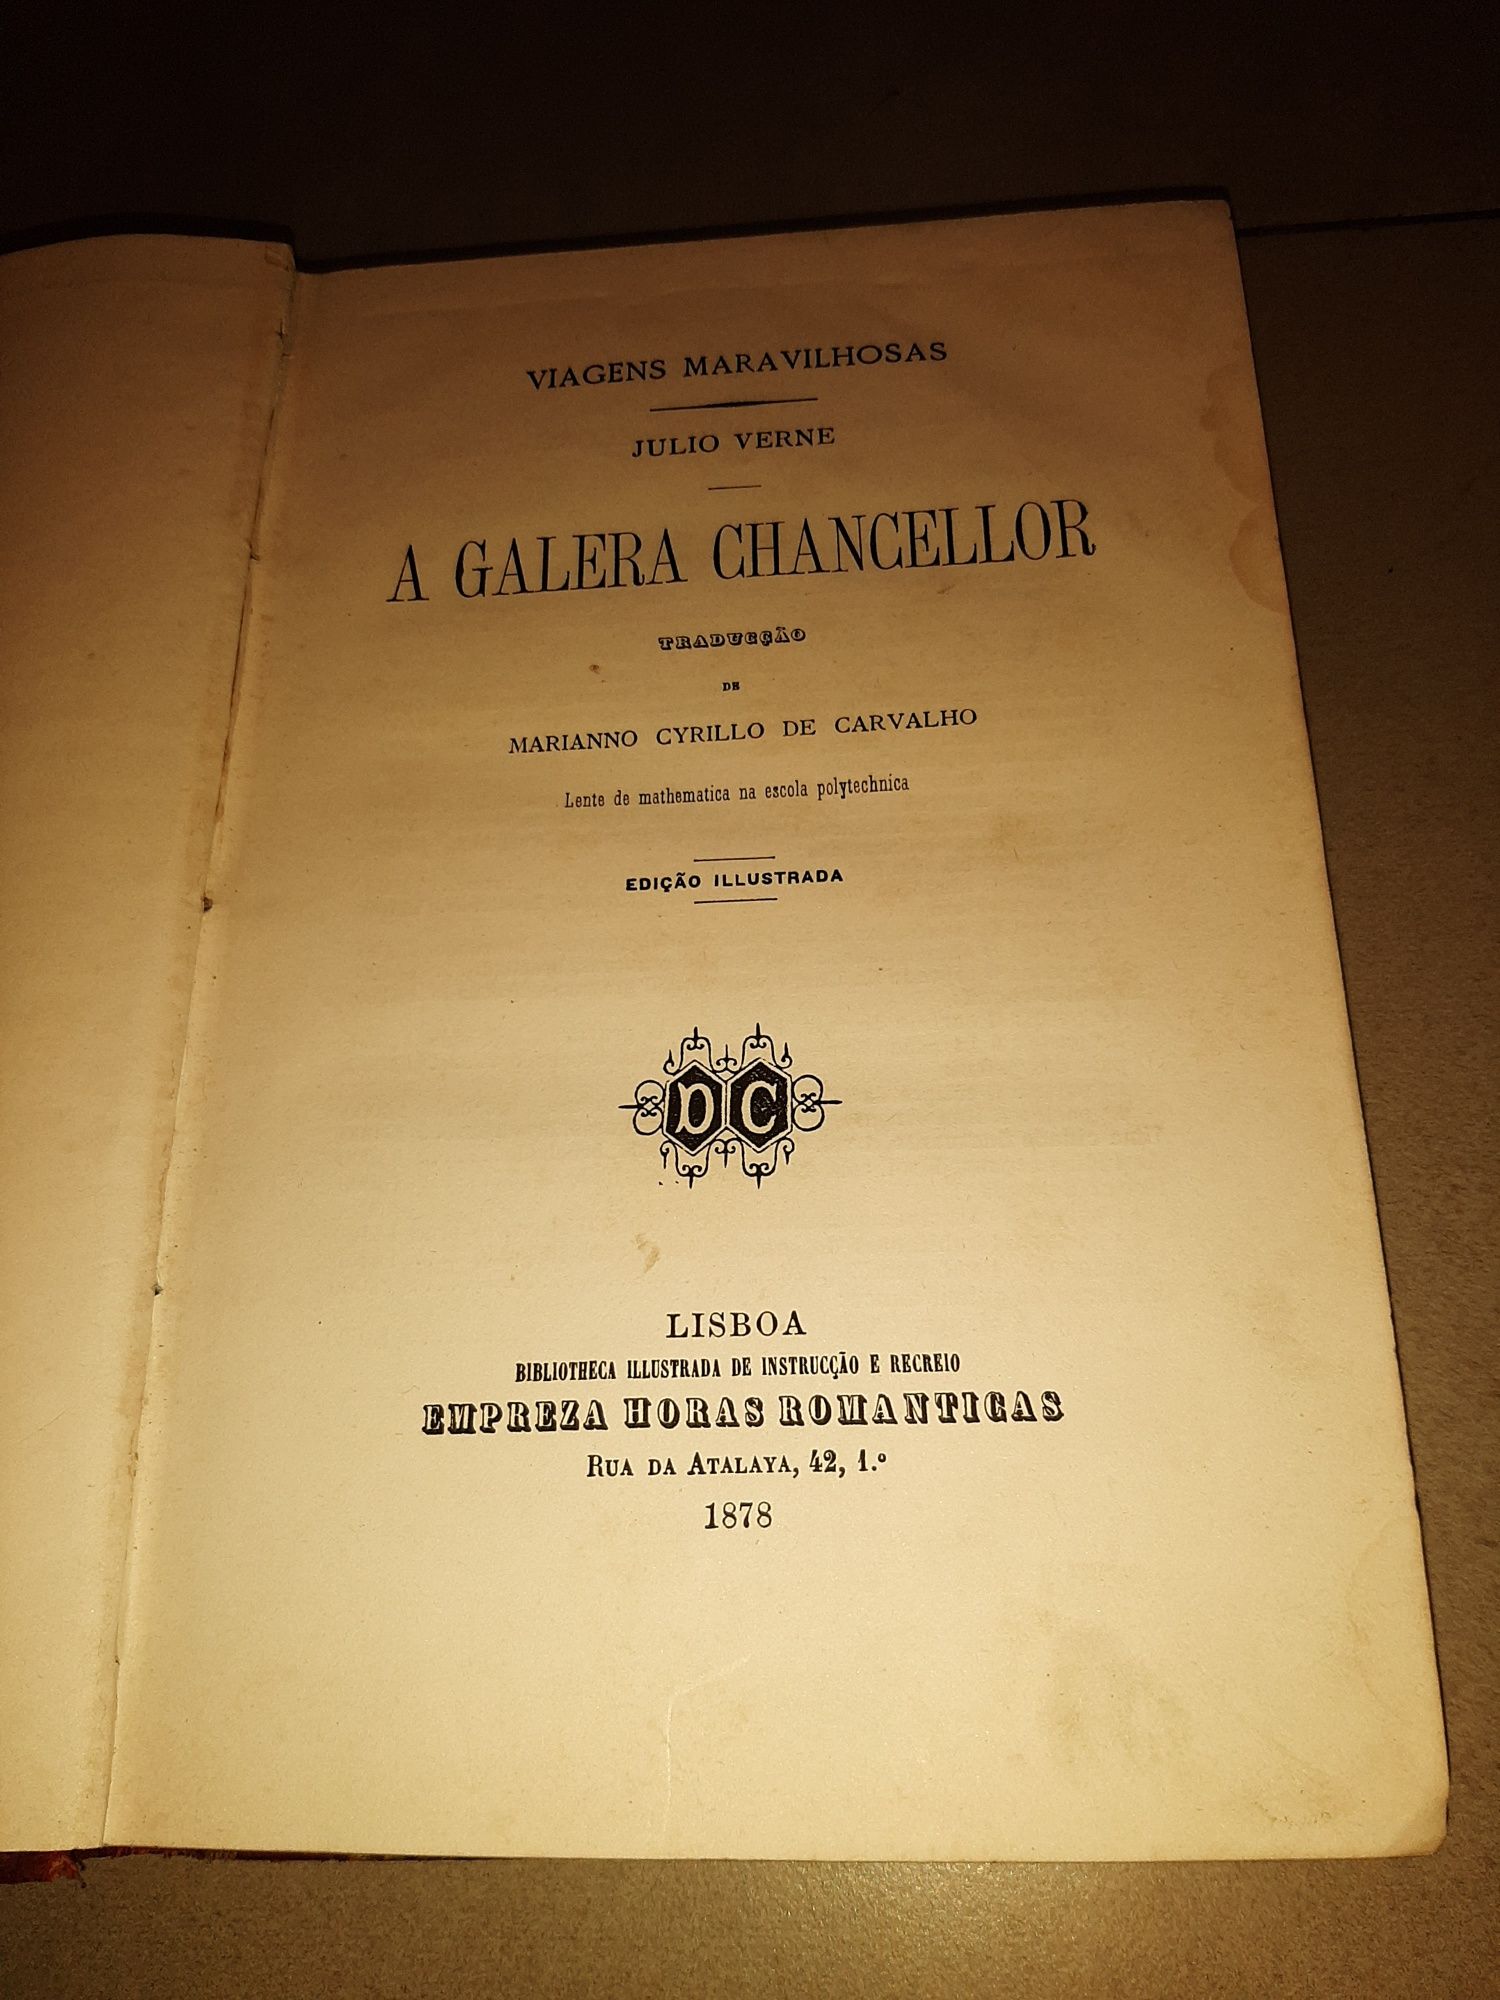 VIAGENS MARAVILHOSAS
JULIO VERNE
A GALERA CHANCELLOR
TRADUCÇÃO
DE
MARIANNO CYRILLO DE CARVALHO
Lente de mathematica na escola polytechnica
EDIÇÃO ILLUSTRADA
DC
LISBOA
BIBLIOTHECA ILLUSTRADA DE INSTRUCÇÃO E RECREIO
EMPREZA HORAS ROMANTICAS
RUA DA ATALAYA, 42, 1.º
1878